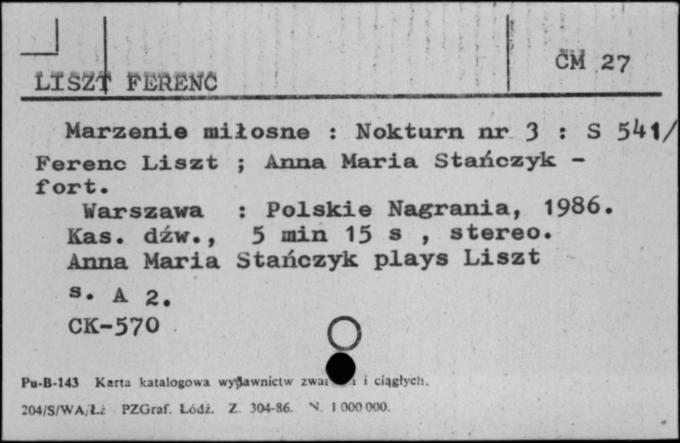 CM 27
LISZT FERENC
Marzenie miłosne : Nokturn nr 3 : S 541/
Ferenc Liszt ; Anna Maria Stańczyk -
fort.
Warszawa : Polskie Nagrania, 1986.
Kas. dźw., 5 min 15 s , stereo.
Anna Maria Stańczyk plays Liszt
s. A 2.
CK-570
Pu-B-143 Karta katalogowa wydawnictw i ciągłych.
204/S/WA/Łż PZGraf. Łódź. Z. 304-86. N. 1 000 000.